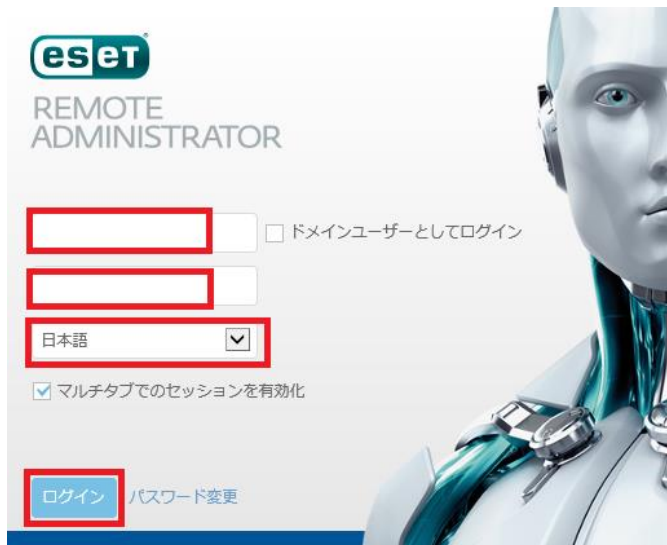 eseT
REMOTE
ADMINISTRATOR
ドメインユーザーとしてログイン
日本語
マルチタブでのセッションを有効化
ログイン パスワード変更